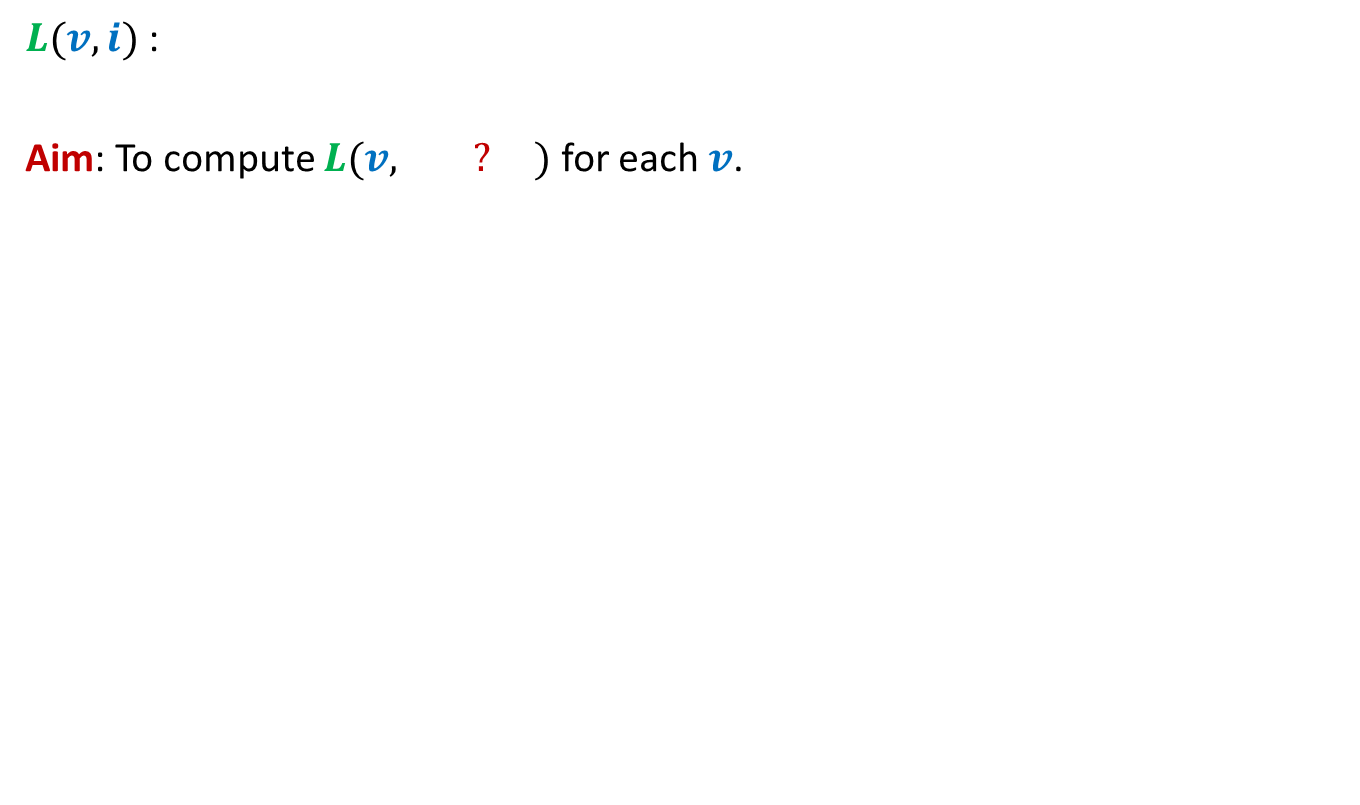 L(v, i) :
Aim: To compute L(v, ? ) for each v.